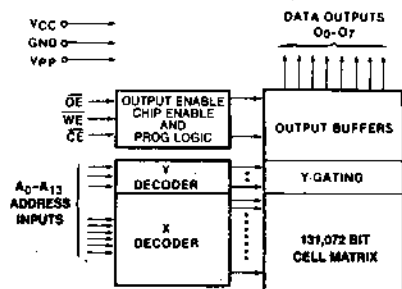 VCC
GND
VPP
DATA OUTPUTS
O0-O7
OE
WE
CE
OUTPUT ENABLE
CHIP ENABLE
AND
PROG LOGIC
OUTPUT BUFFERS
A0-A13
ADDRESS
INPUTS
Y
DECODER
Y-GATING
X
DECODER
131,072 BIT
CELL MATRIX